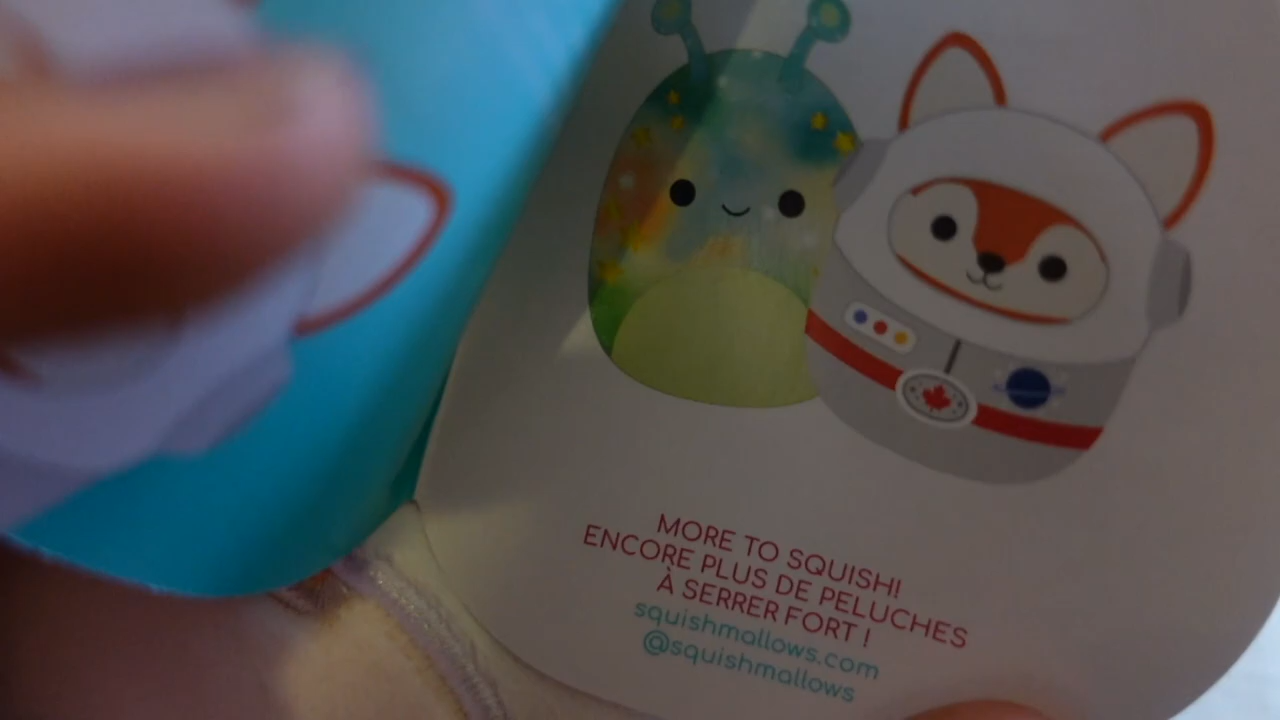 MORE TO SQUISH!
ENCORE PLUS DE PELUCHES
À SERRER FORT !
squishmallows.com
@squishmallows